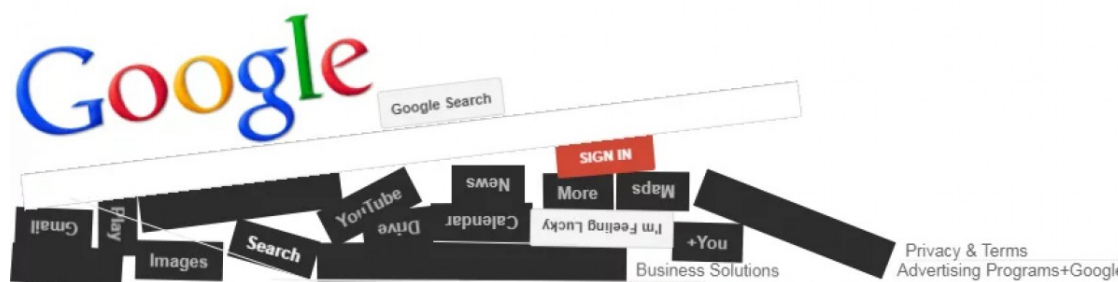 Google
Google Search
SIGN IN
News
More
Maps
YouTube
Gmail
Play
Drive
Calendar
I'm Feeling Lucky
Search
+You
Images
Privacy & Terms
Business Solutions
Advertising Programs+Google